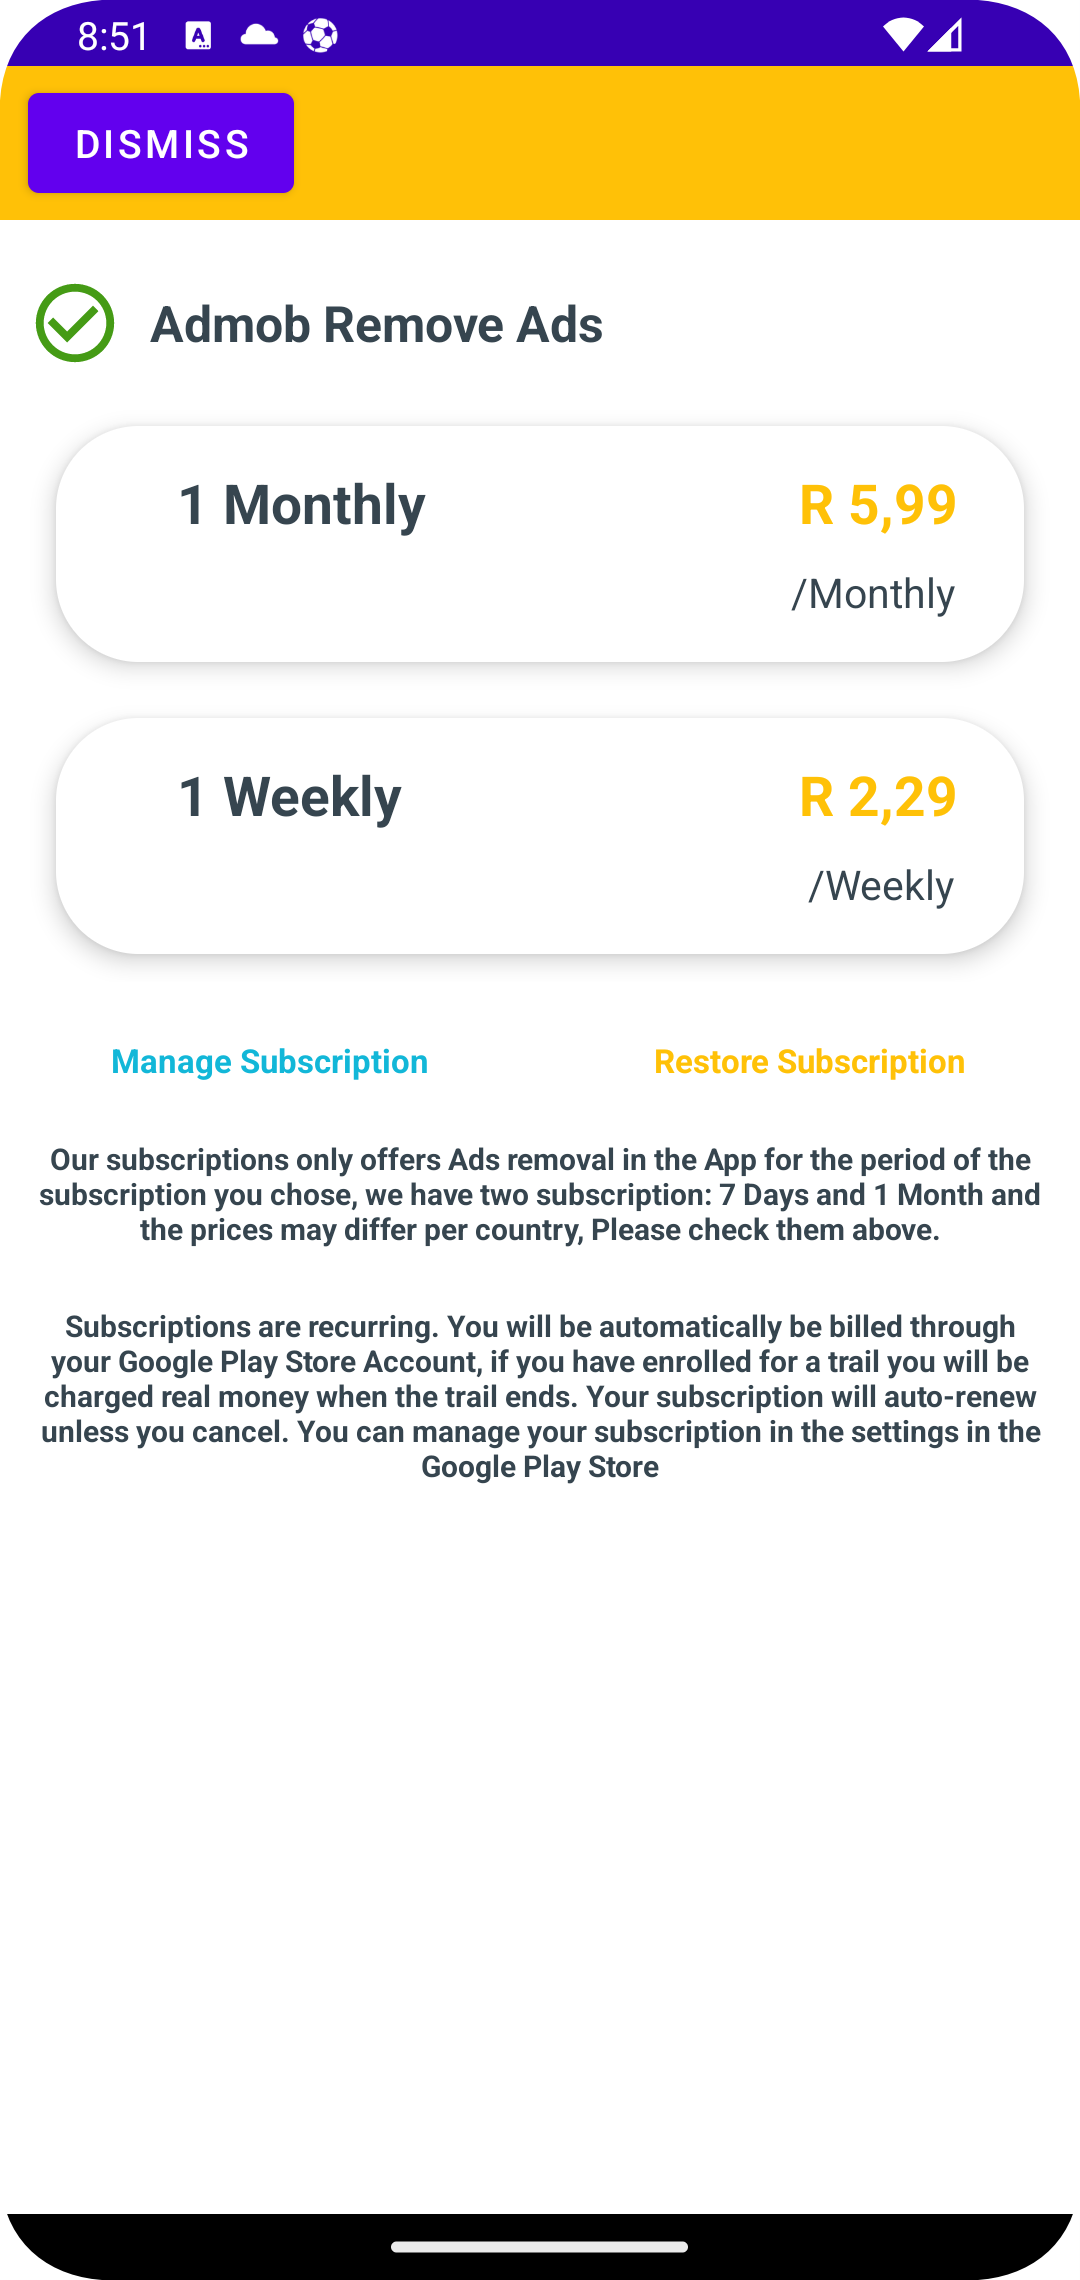 8:51
DISMISS
Admob Remove Ads
1 Monthly
R 5,99
/Monthly
1 Weekly
R 2,29
/Weekly
Manage Subscription
Restore Subscription
Our subscriptions only offers Ads removal in the App for the period of the
subscription you chose, we have two subscription: 7 Days and 1 Month and
the prices may differ per country, Please check them above.
Subscriptions are recurring. You will be automatically be billed through
your Google Play Store Account, if you have enrolled for a trail you will be
charged real money when the trail ends. Your subscription will auto-renew
unless you cancel. You can manage your subscription in the settings in the
Google Play Store